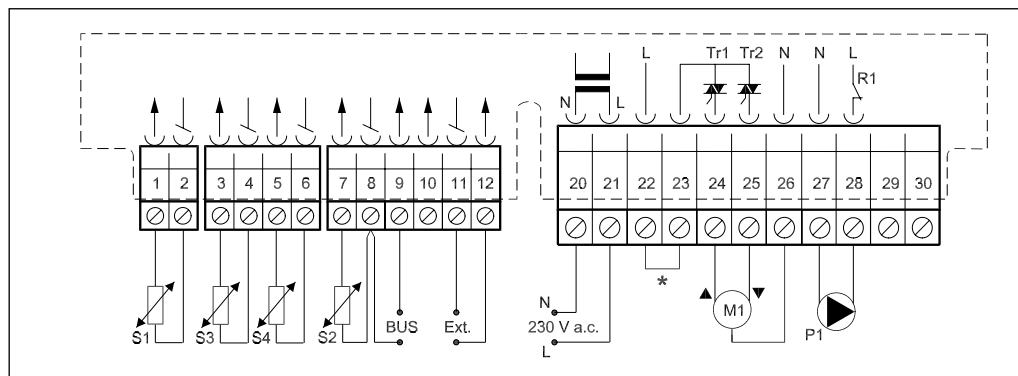 L Tr1 Tr2 N N L
R1
N L
1 2 3 4 5 6 7 8 9 10 11 12 20 21 22 23 24 25 26 27 28 29 30
*
N
S1 S3 S4 S2 BUS Ext. 230 V a.c. M1 P1
L